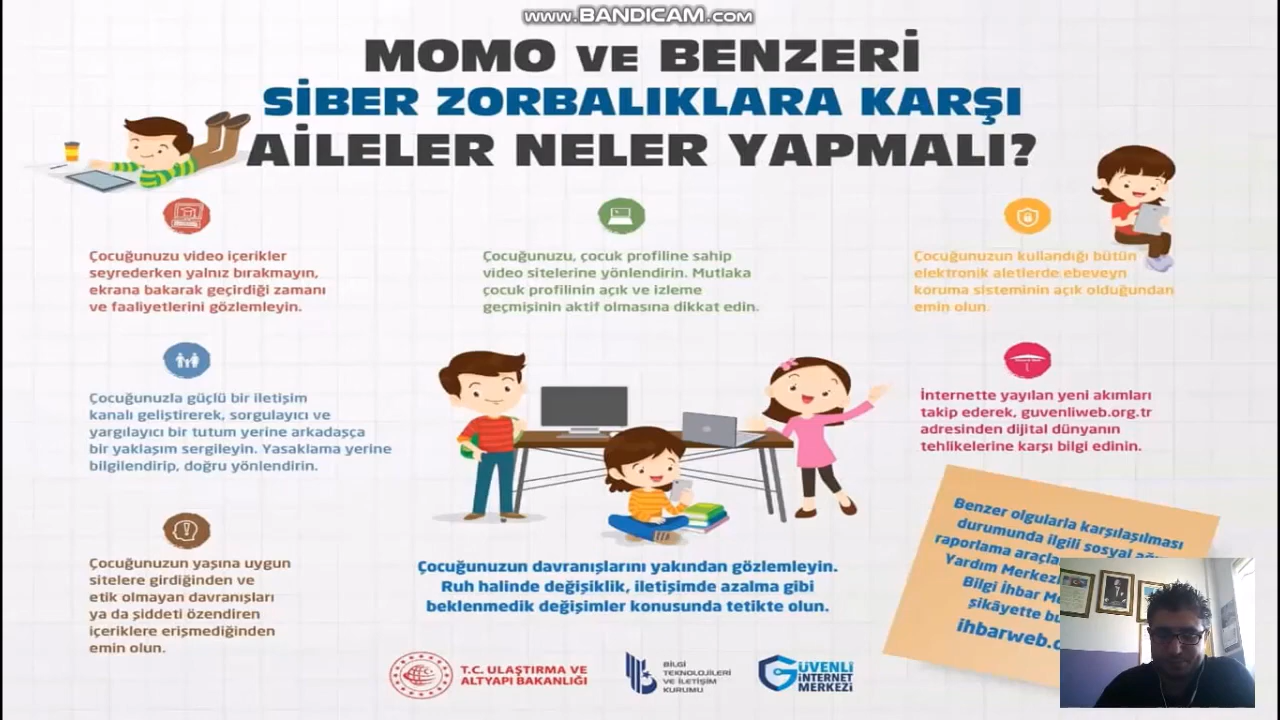 www.BANDICAM.com
MOMO VE BENZERİ
SİBER ZORBALIKLARA KARŞI
AİLELER NELER YAPMALI?
Çocuğunuzu video içerikler
seyrederken yalnız bırakmayın,
ekrana bakarak geçirdiği zamanı
ve faaliyetlerini gözlemleyin.
Çocuğunuzu, çocuk profiline sahip
video sitelerine yönlendirin. Mutlaka
çocuk profilinin açık ve izleme
geçmişinin aktif olmasına dikkat edin.
Çocuğunuzun kullandığı bütün
elektronik aletlerde ebeveyn
koruma sisteminin açık olduğundan
emin olun.
Çocuğunuzla güçlü bir iletişim
kanalı geliştirerek, sorgulayıcı ve
yargılayıcı bir tutum yerine arkadaşça
bir yaklaşım sergileyin. Yasaklama yerine
bilgilendirip, doğru yönlendirin.
İnternette yayılan yeni akımları
takip ederek, guvenliweb.org.tr
adresinden dijital dünyanın
tehlikelerine karşı bilgi edinin.
Çocuğunuzun yaşına uygun
sitelere girdiğinden ve
etik olmayan davranışları
ya da şiddeti özendiren
içeriklere erişmediğinden
emin olun.
Çocuğunuzun davranışlarını yakından gözlemleyin.
Ruh halinde değişiklik, iletişimde azalma gibi
beklenmedik değişimler konusunda tetikte olun.
Benzer olgularla karşılaşılması
durumunda ilgili sosyal
raporlama
Yardım
Bilgi İhbar
şikâyette
T.C. ULAŞTIRMA VE
ALTYAPI BAKANLIĞI
BİLGİ
TEKNOLOJİLERİ
VE İLETİŞİM
KURUMU
GÜVENLİ
İNTERNET
MERKEZİ